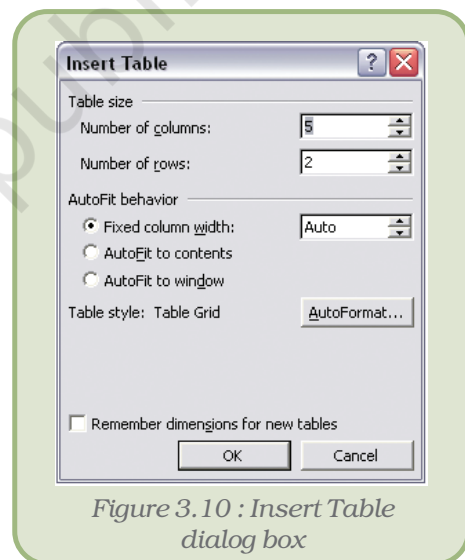 Insert Table
Table size
Number of columns: 5
Number of rows: 2
AutoFit behavior
Fixed column width: Auto
AutoFit to contents
AutoFit to window
Table style: Table Grid AutoFormat...
Remember dimensions for new tables
OK Cancel
Figure 3.10 : Insert Table
dialog box